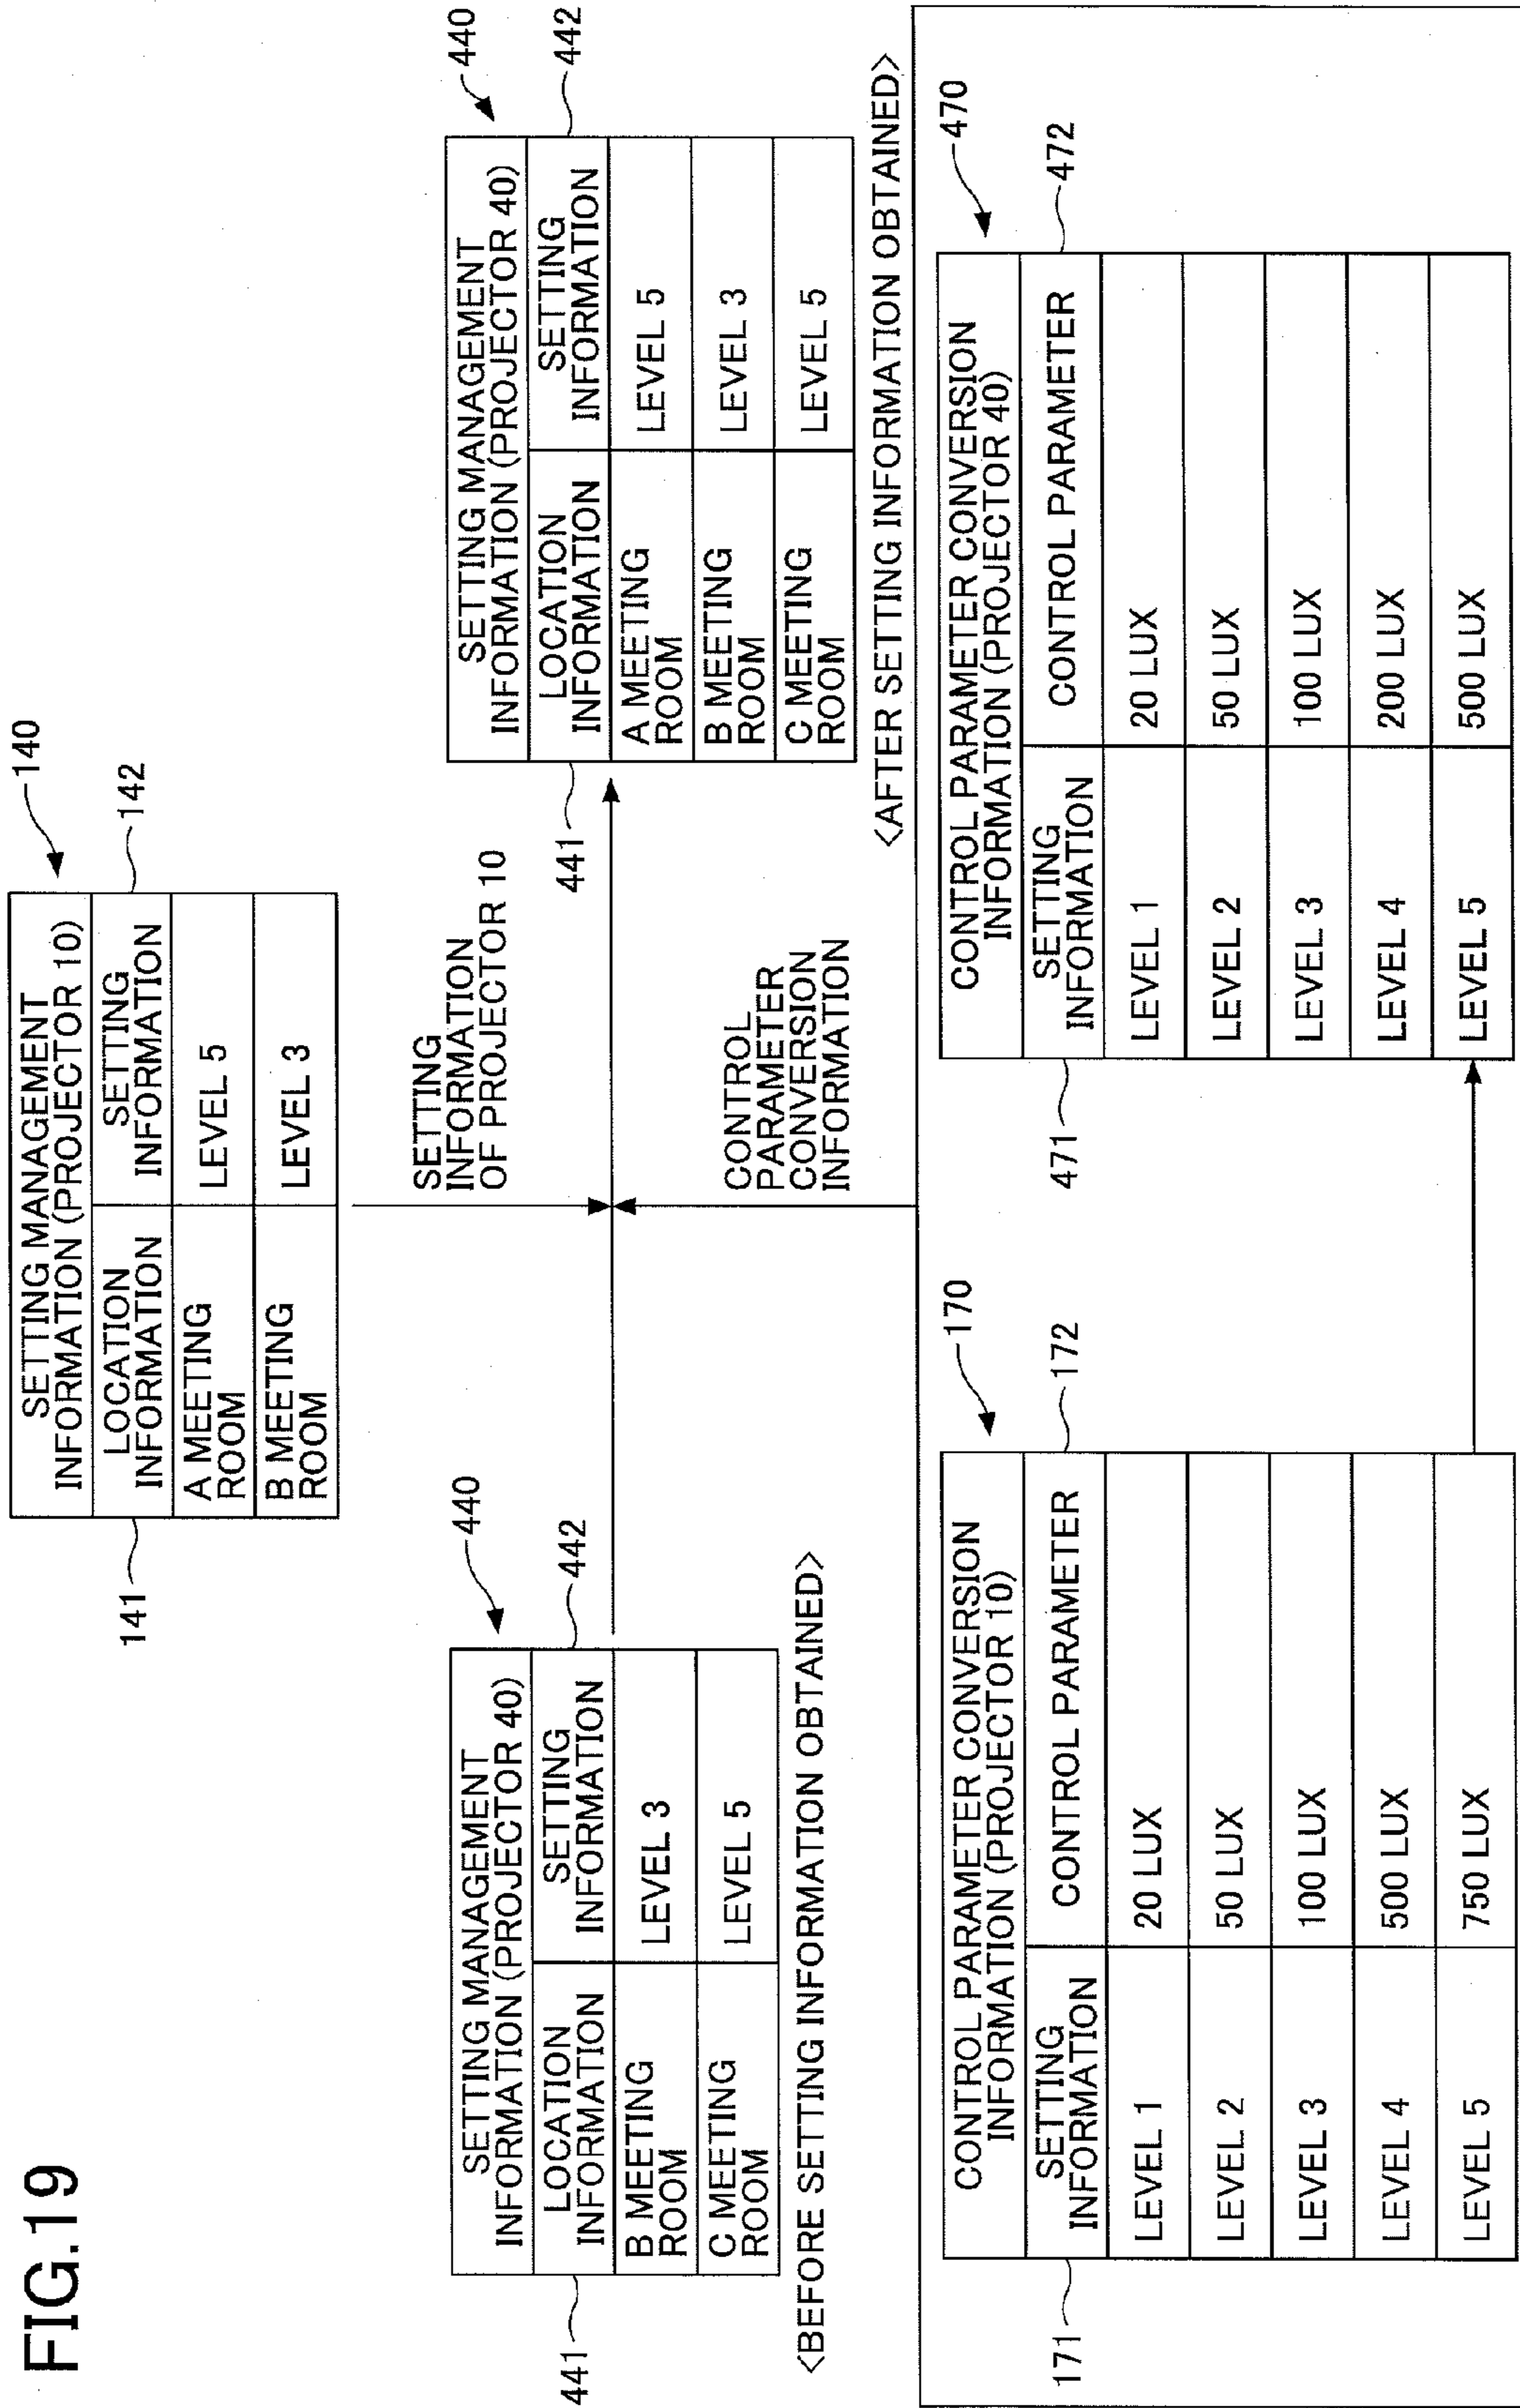 FIG.19
140
SETTING MANAGEMENT
INFORMATION (PROJECTOR 10)
141
142
LOCATION
INFORMATION
SETTING
INFORMATION
A MEETING
ROOM
LEVEL 5
B MEETING
ROOM
LEVEL 3
SETTING
INFORMATION
OF PROJECTOR 10
440
SETTING MANAGEMENT
INFORMATION (PROJECTOR 40)
441
442
LOCATION
INFORMATION
SETTING
INFORMATION
B MEETING
ROOM
LEVEL 3
C MEETING
ROOM
LEVEL 5
<BEFORE SETTING INFORMATION OBTAINED>
440
SETTING MANAGEMENT
INFORMATION (PROJECTOR 40)
441
442
LOCATION
INFORMATION
SETTING
INFORMATION
A MEETING
ROOM
LEVEL 5
B MEETING
ROOM
LEVEL 3
C MEETING
ROOM
LEVEL 5
<AFTER SETTING INFORMATION OBTAINED>
CONTROL
PARAMETER
CONVERSION
INFORMATION
170
CONTROL PARAMETER CONVERSION
INFORMATION (PROJECTOR 10)
171
172
SETTING
INFORMATION
CONTROL PARAMETER
LEVEL 1
20 LUX
LEVEL 2
50 LUX
LEVEL 3
100 LUX
LEVEL 4
500 LUX
LEVEL 5
750 LUX
470
CONTROL PARAMETER CONVERSION
INFORMATION (PROJECTOR 40)
471
472
SETTING
INFORMATION
CONTROL PARAMETER
LEVEL 1
20 LUX
LEVEL 2
50 LUX
LEVEL 3
100 LUX
LEVEL 4
200 LUX
LEVEL 5
500 LUX